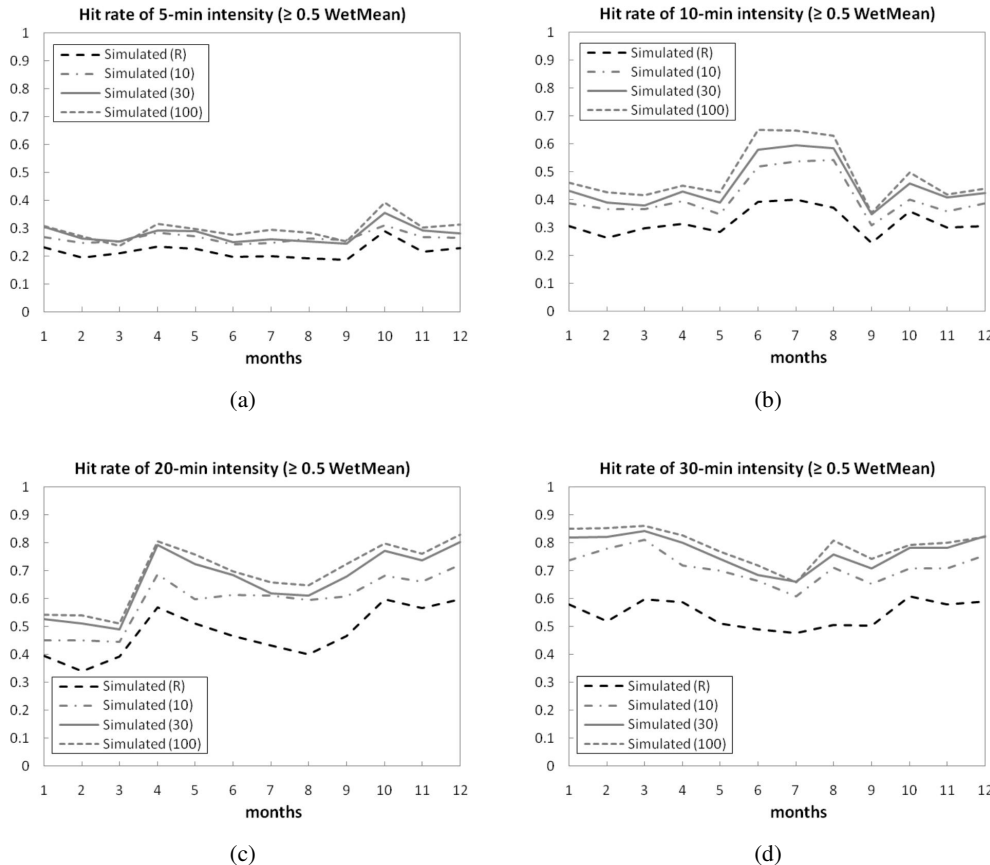 Hit rate of 5-min intensity (≥ 0.5 WetMean)
1
0.9
0.8
0.7
0.6
0.5
0.4
0.3
0.2
0.1
0
Simulated (R)
Simulated (10)
Simulated (30)
Simulated (100)
1 2 3 4 5 6 7 8 9 10 11 12
months
(a)
Hit rate of 10-min intensity (≥ 0.5 WetMean)
1
0.9
0.8
0.7
0.6
0.5
0.4
0.3
0.2
0.1
0
Simulated (R)
Simulated (10)
Simulated (30)
Simulated (100)
1 2 3 4 5 6 7 8 9 10 11 12
months
(b)
Hit rate of 20-min intensity (≥ 0.5 WetMean)
1
0.9
0.8
0.7
0.6
0.5
0.4
0.3
0.2
0.1
0
Simulated (R)
Simulated (10)
Simulated (30)
Simulated (100)
1 2 3 4 5 6 7 8 9 10 11 12
months
(c)
Hit rate of 30-min intensity (≥ 0.5 WetMean)
1
0.9
0.8
0.7
0.6
0.5
0.4
0.3
0.2
0.1
0
Simulated (R)
Simulated (10)
Simulated (30)
Simulated (100)
1 2 3 4 5 6 7 8 9 10 11 12
months
(d)